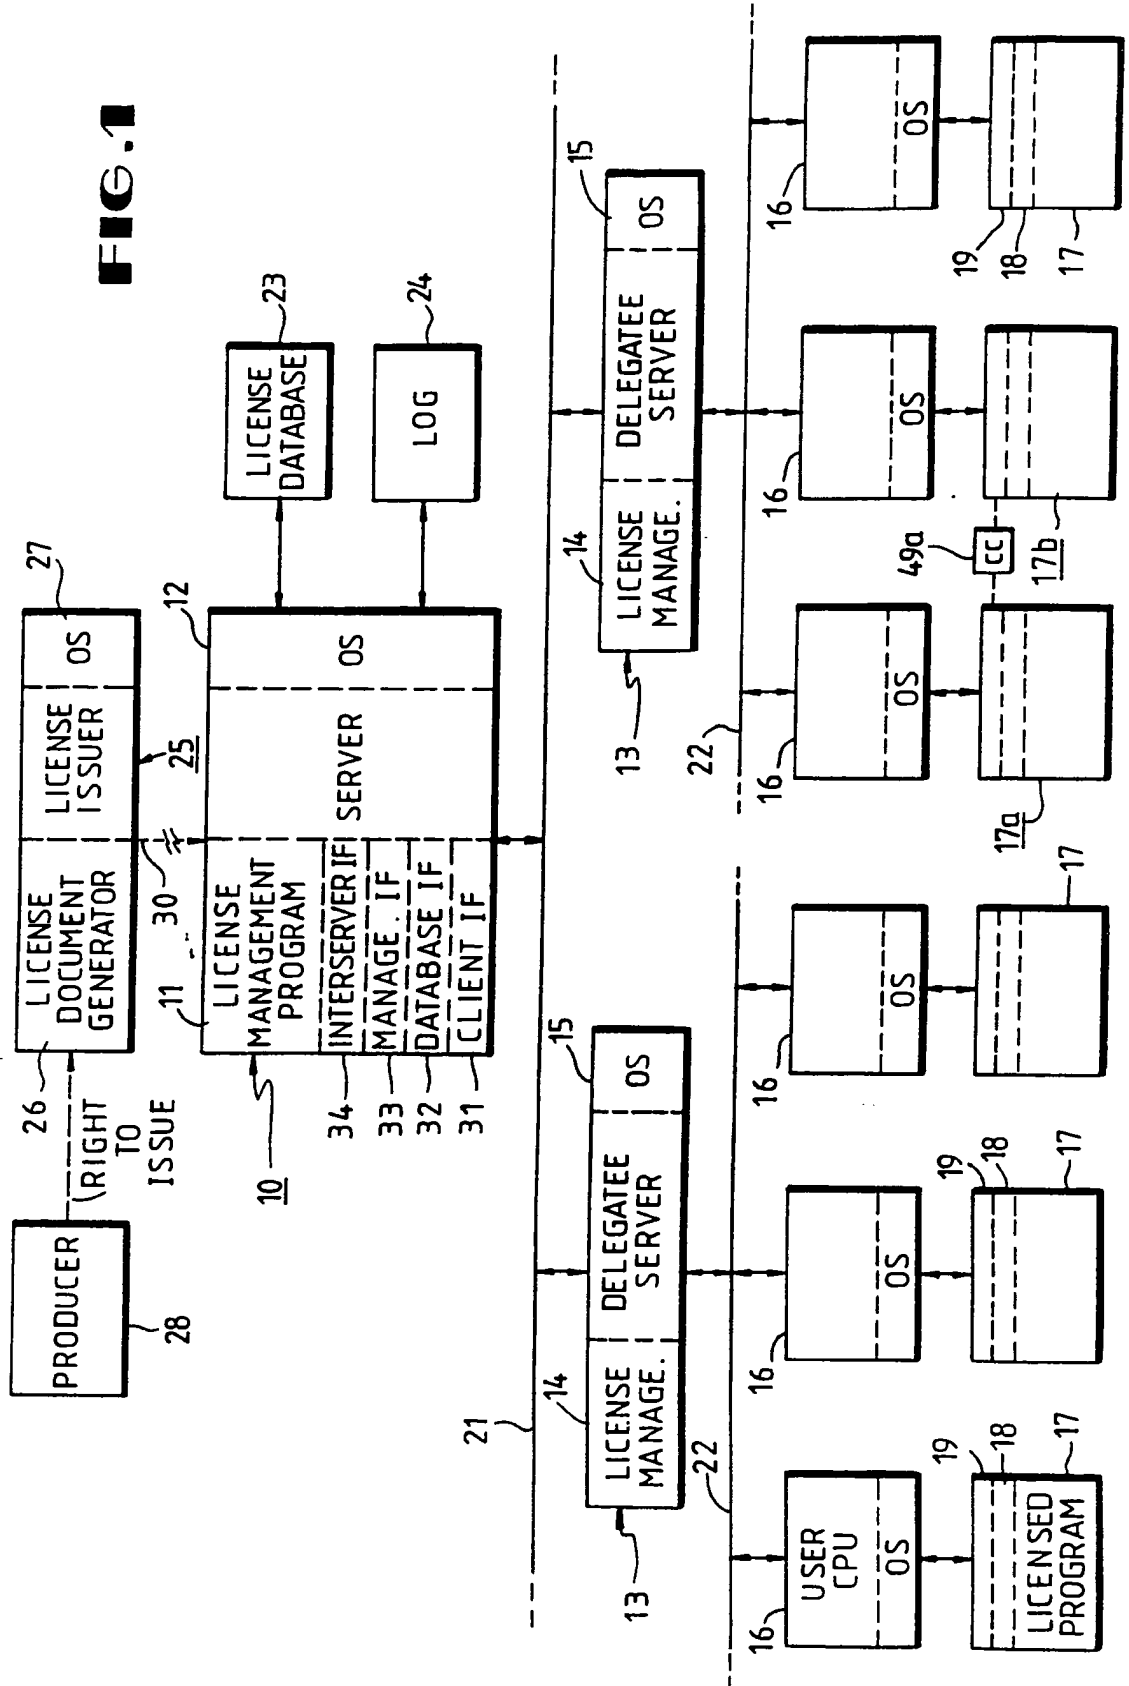 FIG.1
PRODUCER
28
(RIGHT
TO
ISSUE
26
LICENSE
DOCUMENT
GENERATOR
LICENSE
ISSUER
OS
27
25
30
10
11
LICENSE
MANAGEMENT
PROGRAM
INTERSERVER IF
MANAGE. IF
DATABASE IF
CLIENT IF
34
33
32
31
SERVER
OS
12
LICENSE
DATABASE
23
LOG
24
21
13
14
LICENSE
MANAGE.
DELEGATEE
SERVER
OS
15
13
14
LICENSE
MANAGE.
DELEGATEE
SERVER
OS
15
22
22
16
USER
CPU
OS
16
OS
16
OS
16
OS
16
OS
16
OS
LICENSED
PROGRAM
19
18
17
19
18
17
17
17a
49a
CC
17b
19
18
17